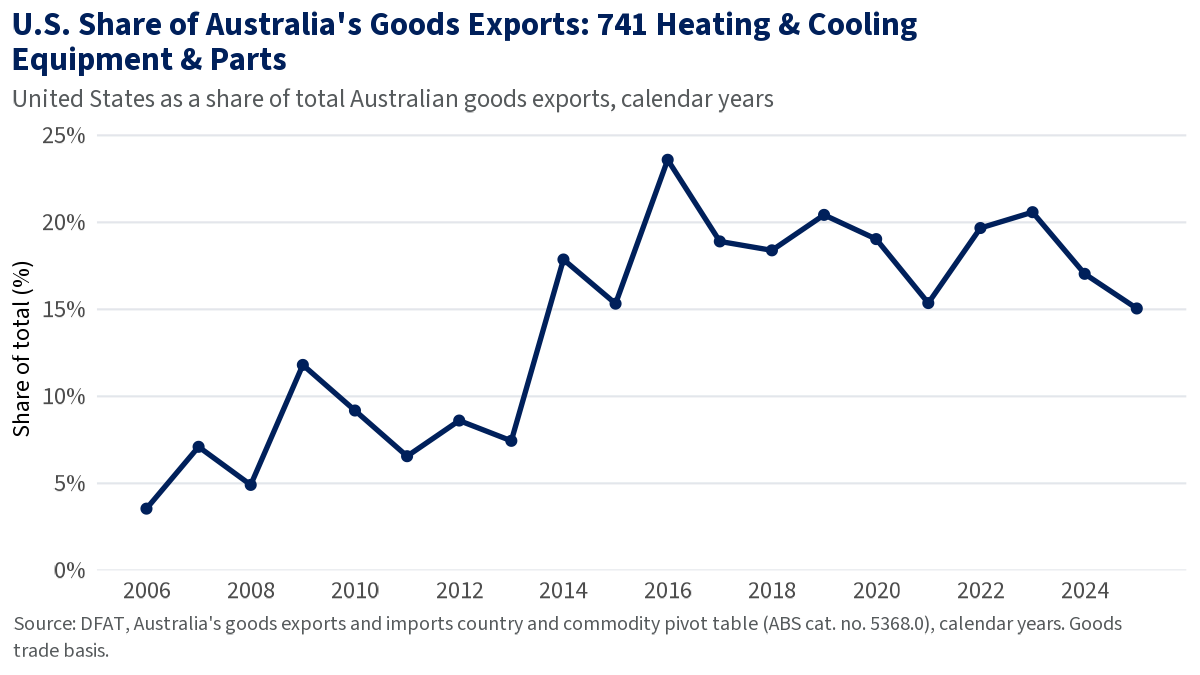 U.S. Share of Australia's Goods Exports: 741 Heating & Cooling
Equipment & Parts
United States as a share of total Australian goods exports, calendar years
Share of total (%)
25%
20%
15%
10%
5%
0%
2006 2008 2010 2012 2014 2016 2018 2020 2022 2024
Source: DFAT, Australia's goods exports and imports country and commodity pivot table (ABS cat. no. 5368.0), calendar years. Goods
trade basis.